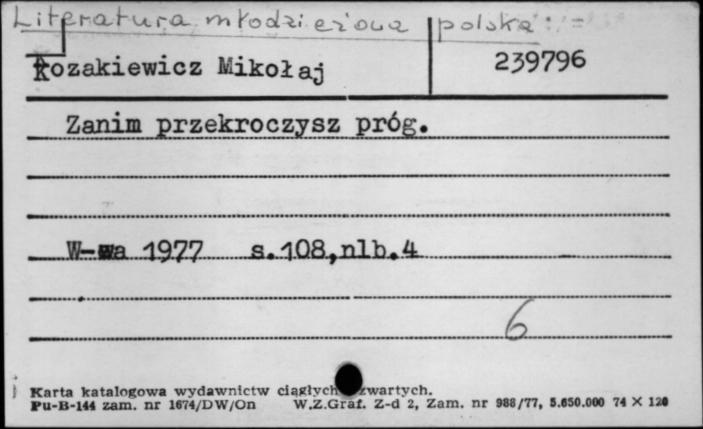 Literatura młodzieżowa polska
Kozakiewicz Mikołaj 239796
Zanim przekroczysz próg.
W-wa 1977 s.108,nlb.4
6
Karta katalogowa wydawnictw ciągłych zwartych.
Pu-B-144 zam. nr 1674/DW/On W.Z.Graf. Z-d 2, Zam. nr 988/77, 5.650.000 74 X 120